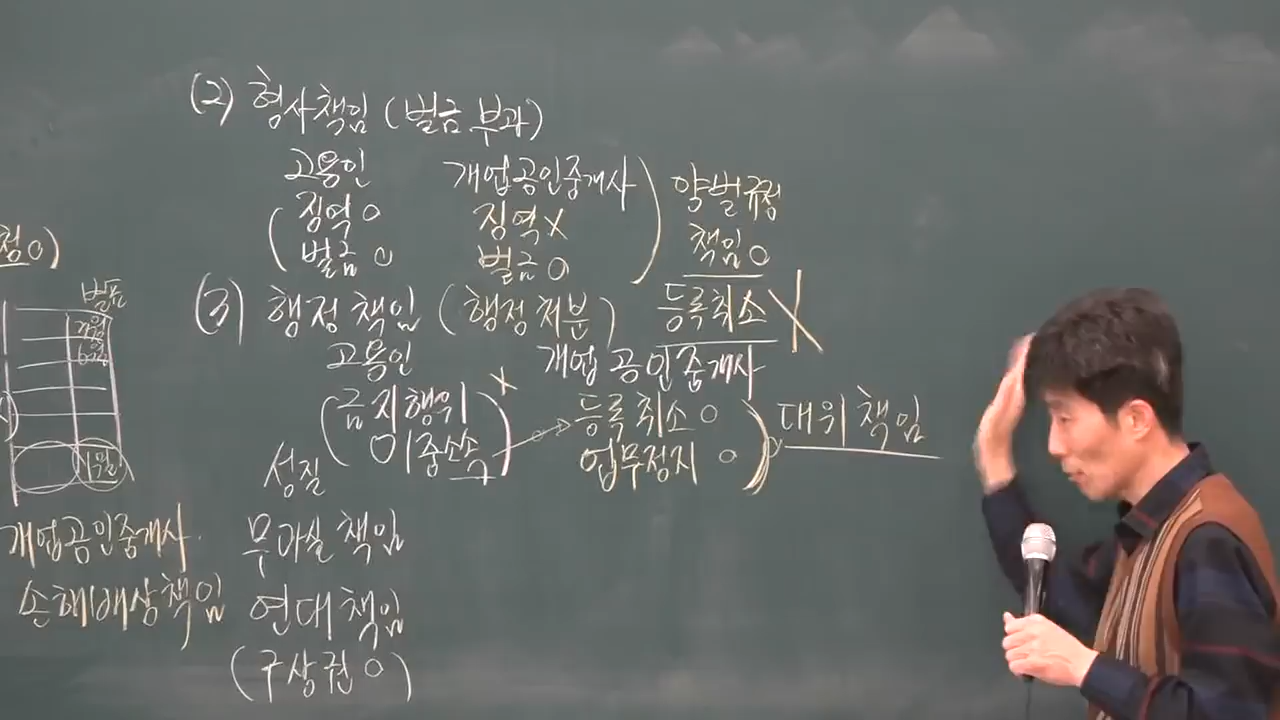 (2) 형사책임 (벌금 부과)
고용인 개업공인중개사
징역 O 징역 X
벌금 O 벌금 O
양벌규정
책임 O
등록취소 X
(3) 행정 책임 (행정처분)
고용인 개업공인중개사
금지행위 X 등록취소 O
이중소속 업무정지 O
대위책임
성질
무과실 책임
연대책임
(구상권 O)
개업공인중개사
손해배상책임